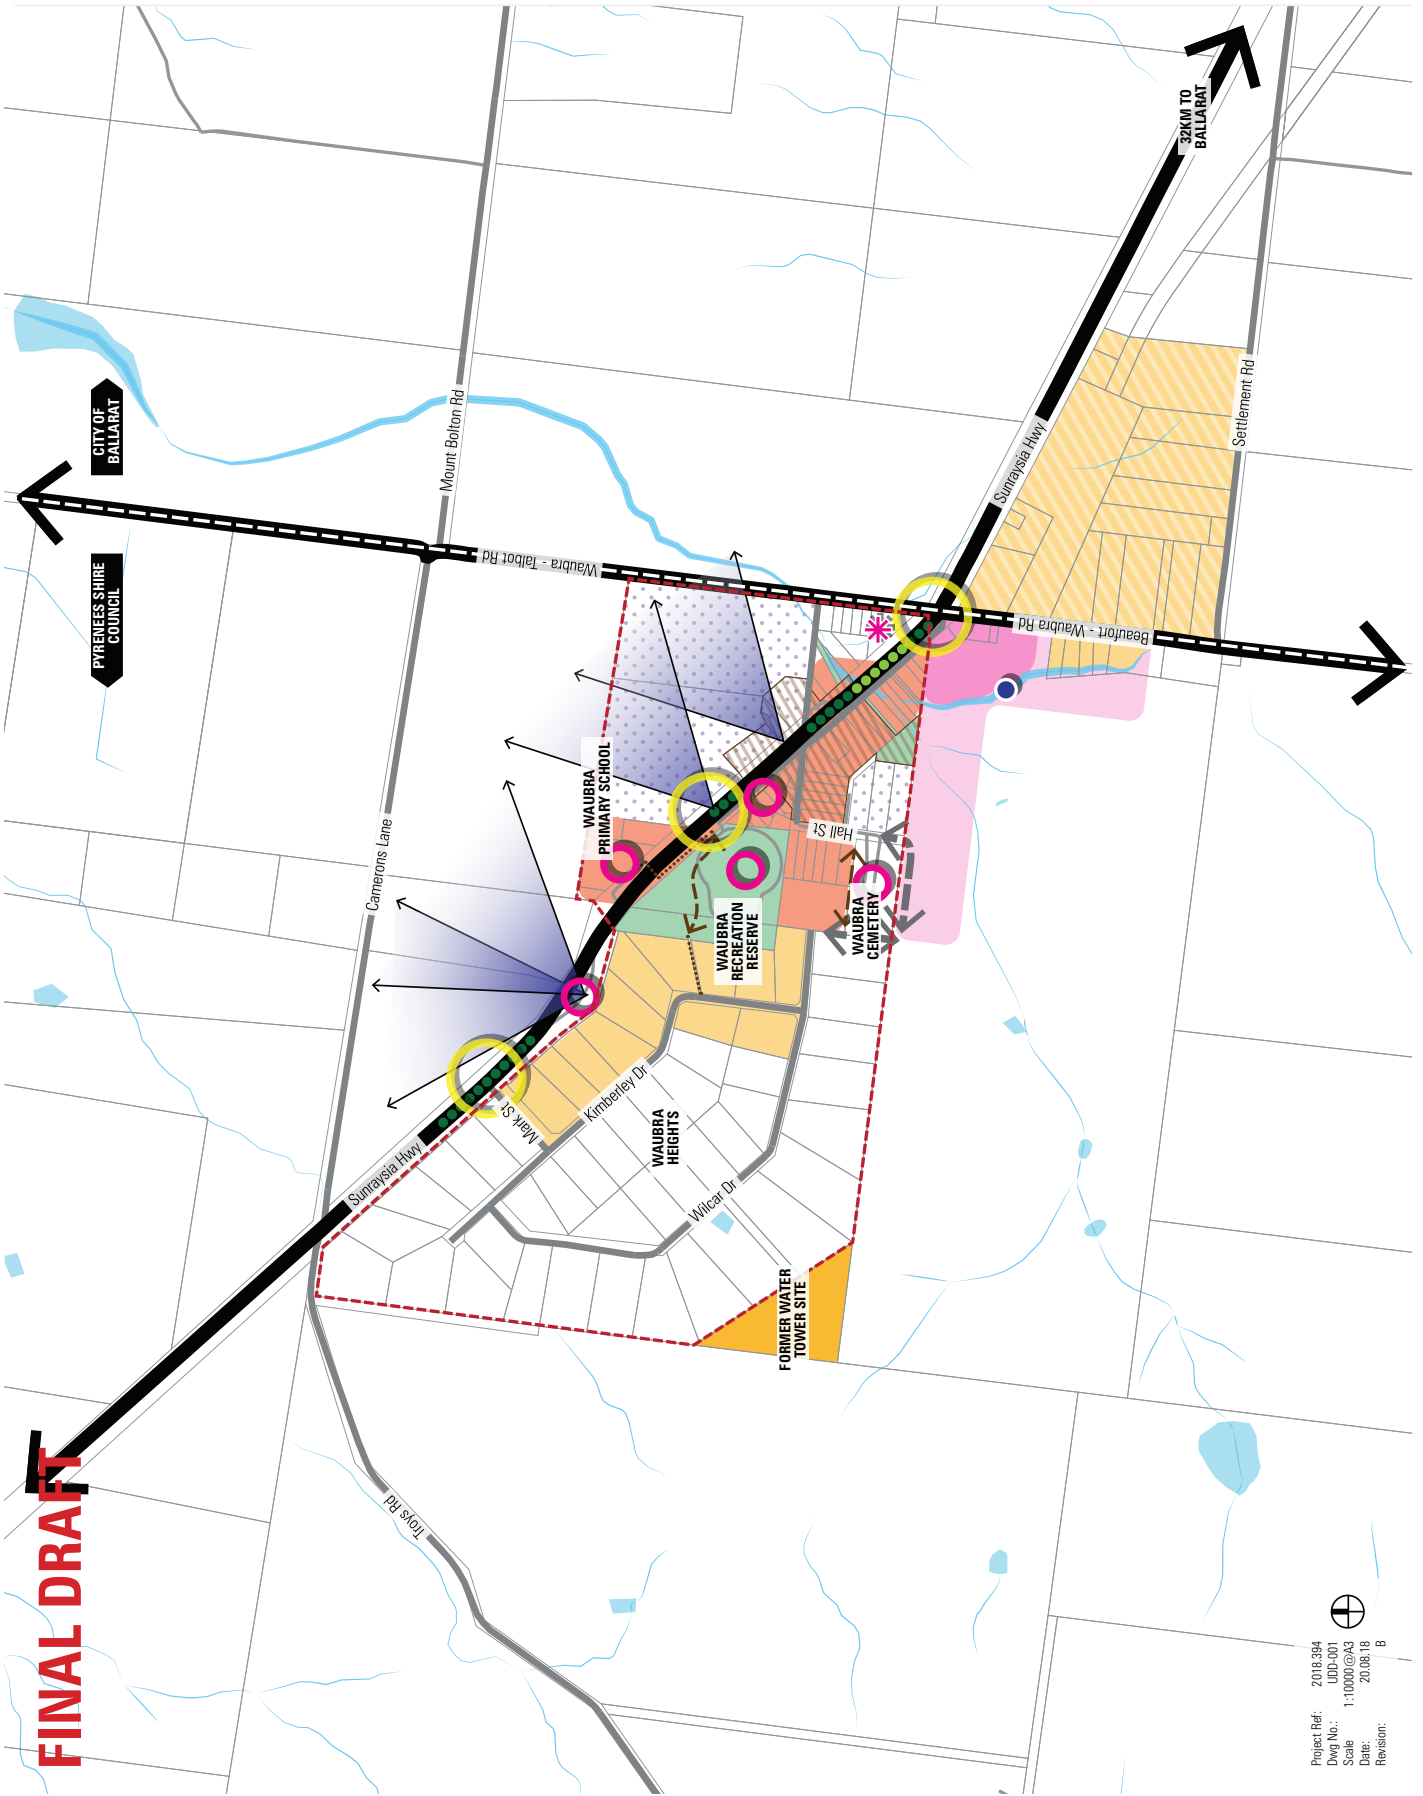 FINAL DRAFT
CITY OF
BALLARAT
PYRENEES SHIRE
COUNCIL
32KM TO
BALLARAT
Mount Bolton Rd
Waubra - Talbot Rd
Sunraysia Hwy
Settlement Rd
Beaufort - Waubra Rd
Camerons Lane
WAUBRA
PRIMARY SCHOOL
Hall St
WAUBRA
RECREATION
RESERVE
WAUBRA
CEMETERY
Mark St
Kimberley Dr
WAUBRA
HEIGHTS
Sunraysia Hwy
Wilcar Dr
FORMER WATER
TOWER SITE
Troys Rd
Project Ref: 2018.394
Dwg No.: UDD-001
Scale 1:10000@A3
Date: 20.08.18
Revision: B